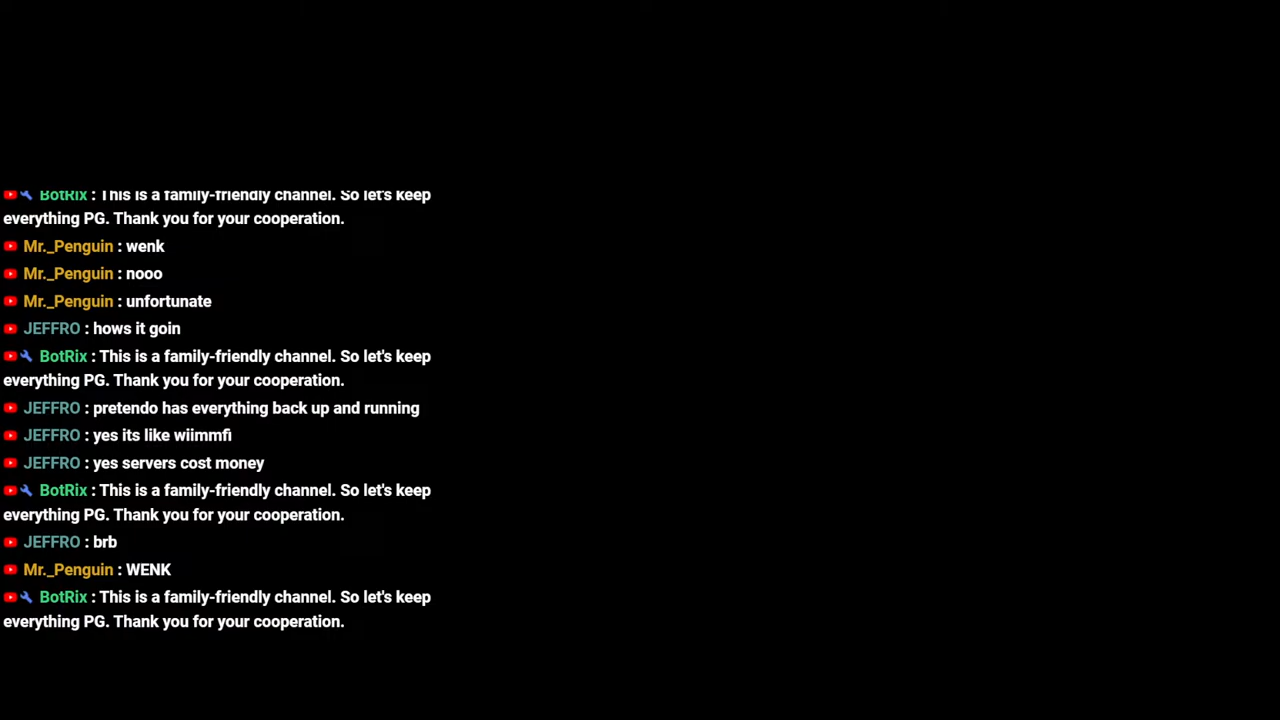 BotRix : This is a family-friendly channel. So let's keep
everything PG. Thank you for your cooperation.
Mr._Penguin : wenk
Mr._Penguin : nooo
Mr._Penguin : unfortunate
JEFFRO : hows it goin
BotRix : This is a family-friendly channel. So let's keep
everything PG. Thank you for your cooperation.
JEFFRO : pretendo has everything back up and running
JEFFRO : yes its like wiimmfi
JEFFRO : yes servers cost money
BotRix : This is a family-friendly channel. So let's keep
everything PG. Thank you for your cooperation.
JEFFRO : brb
Mr._Penguin : WENK
BotRix : This is a family-friendly channel. So let's keep
everything PG. Thank you for your cooperation.